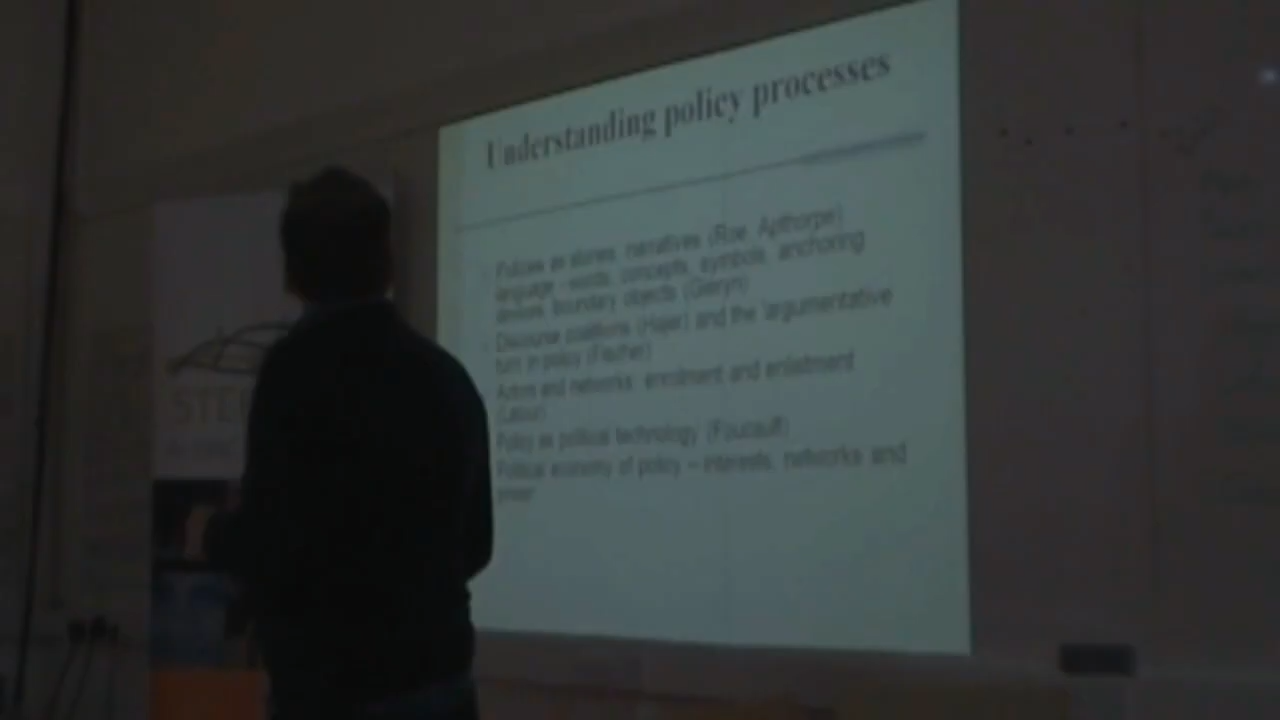 Understanding policy processes
Policies as stories, narratives (Roe, Apthorpe)
language - words, concepts, symbols, anchoring
devices, boundary objects (Gieryn)
Discourse coalitions (Hajer) and the 'argumentative
turn in policy (Fischer)
Actors and networks: enrolment and enlistment
(Latour)
Policy as political technology (Foucault)
Political economy of policy – interests, networks and
power
STE